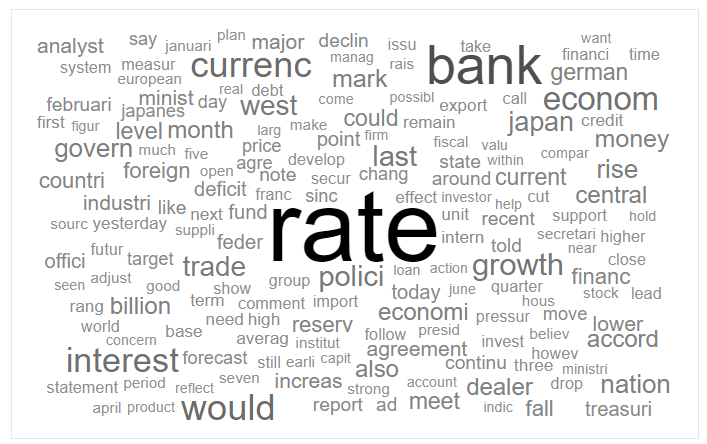 analyst say januari plan major declin issu take want
currenc manag bank financi time
system measur european real debt mark rais german
februari japanes minist day west come possibl export call econom
first figur level month larg make could remain japan credit
govern much five price point firm last fiscal valu money
countri foreign open agre develop state within compar rise
deficit note secur chang around current central
industri like next franc sinc effect investor help cut
sourc yesterday suppli fund rate unit recent support hold
offici futur feder intern told secretari near higher
seen adjust target trade polici loan action growth financ close
good show group today june quarter hous stock lead
rang billion term comment import economi pressur move lower
world concern base need high reserv follow presid invest believ accord
interest forecast averag institut agreement howev
still earli capit also continu three ministri
statement period reflect seven increas strong account dealer drop nation
april product would report ad meet indic fall treasuri